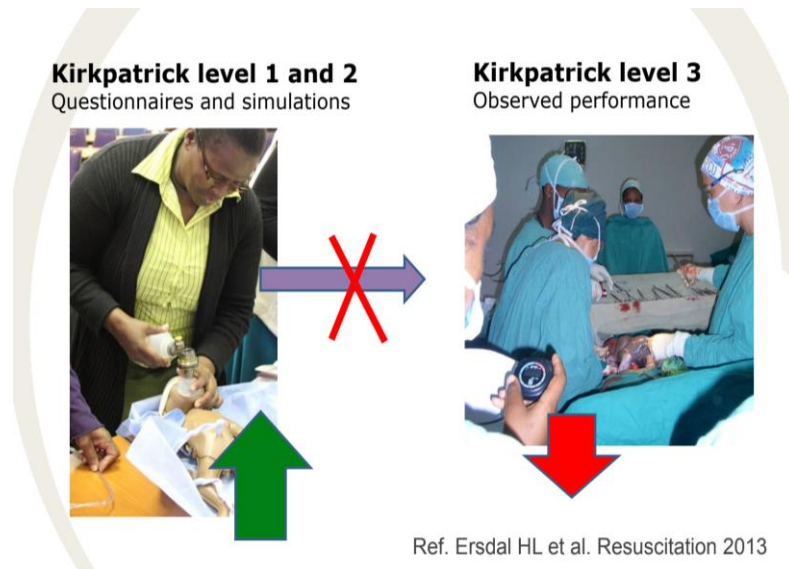 Kirkpatrick level 1 and 2
Questionnaires and simulations
Kirkpatrick level 3
Observed performance
Ref. Ersdal HL et al. Resuscitation 2013